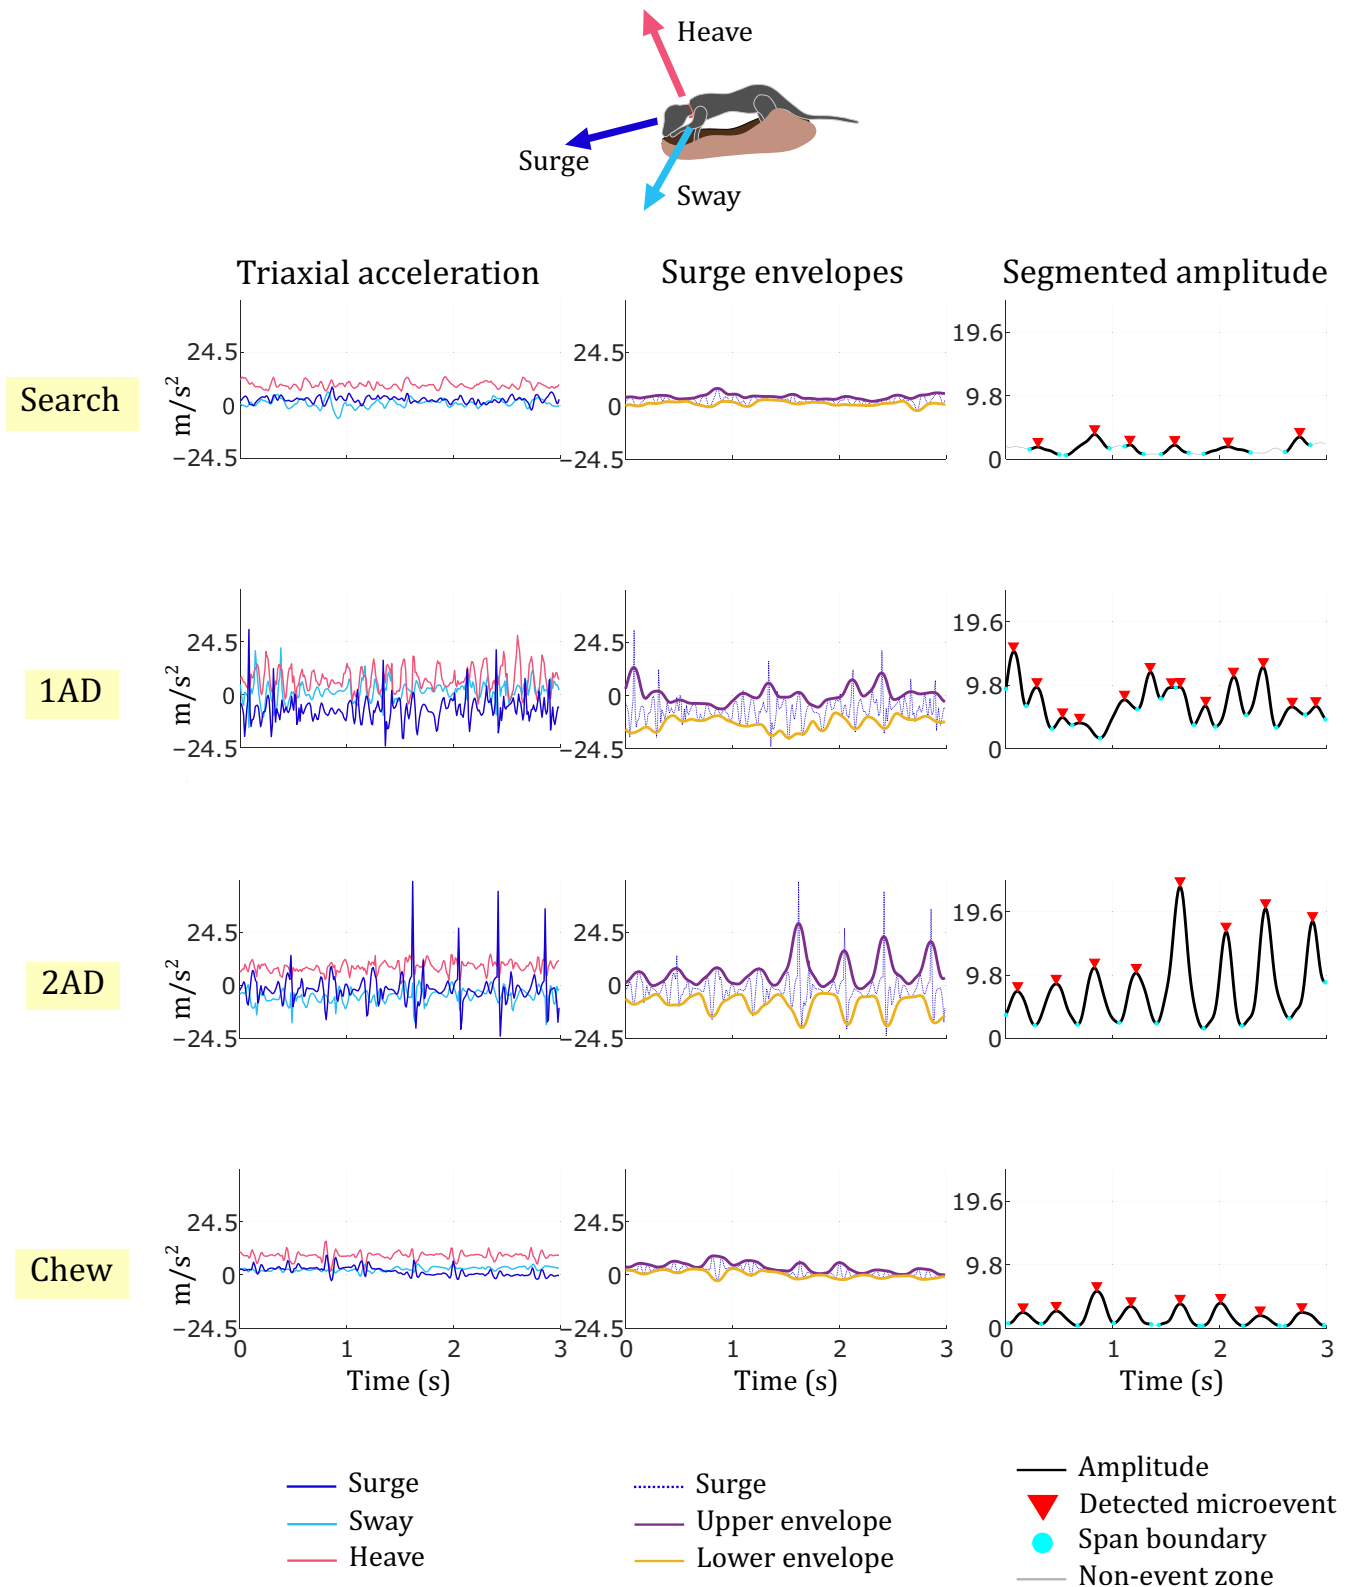 Heave
Surge
Sway
Triaxial acceleration
Surge envelopes
Segmented amplitude
Search
m/s²
24.5
0
−24.5
24.5
0
−24.5
19.6
9.8
0
1AD
m/s²
24.5
0
−24.5
24.5
0
−24.5
19.6
9.8
0
2AD
m/s²
24.5
0
−24.5
24.5
0
−24.5
19.6
9.8
0
Chew
m/s²
24.5
0
−24.5
24.5
0
−24.5
19.6
9.8
0
0 1 2 3
0 1 2 3
0 1 2 3
Time (s)
Time (s)
Time (s)
Surge
Sway
Heave
Surge
Upper envelope
Lower envelope
Amplitude
Detected microevent
Span boundary
Non-event zone